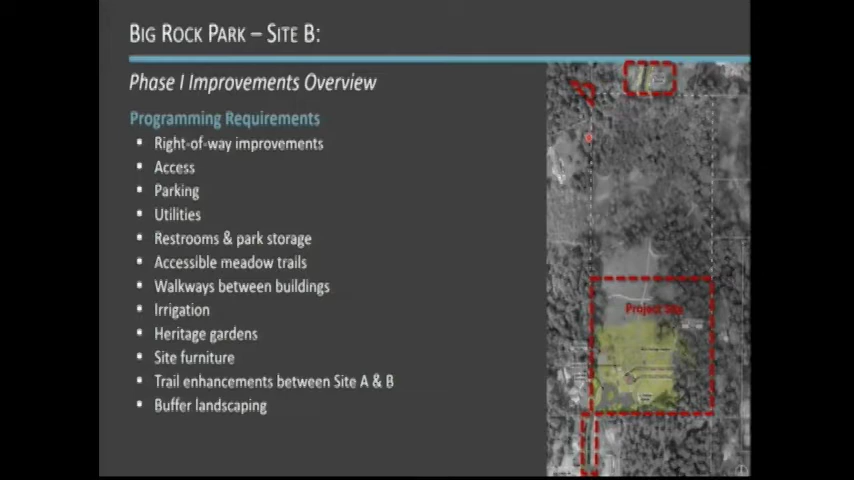 BIG ROCK PARK – SITE B:
Phase I Improvements Overview
Programming Requirements
▪ Right-of-way improvements
▪ Access
▪ Parking
▪ Utilities
▪ Restrooms & park storage
▪ Accessible meadow trails
▪ Walkways between buildings
▪ Irrigation
▪ Heritage gardens
▪ Site furniture
▪ Trail enhancements between Site A & B
▪ Buffer landscaping
Project Site